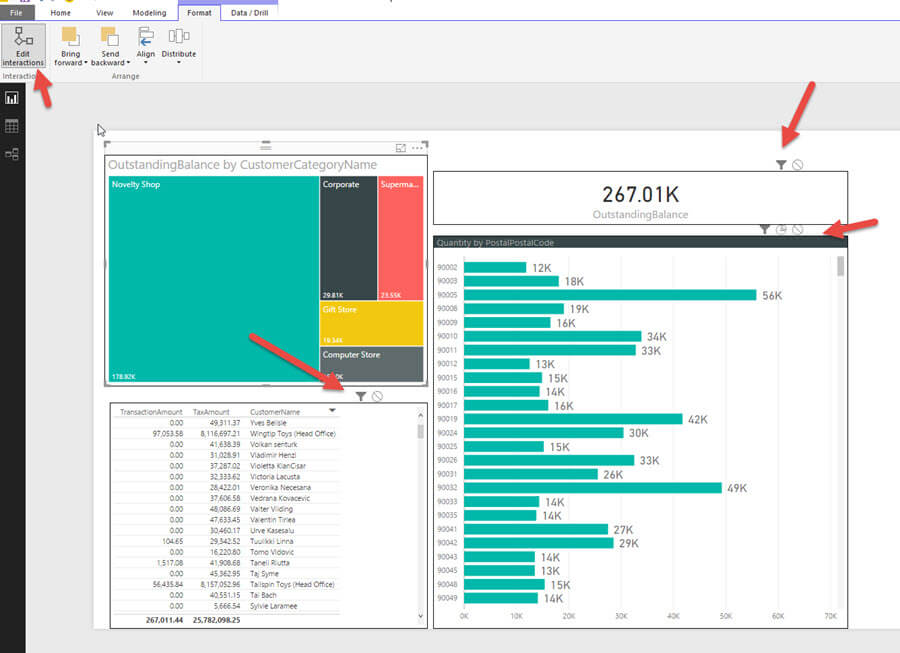 File Home View Modeling Format Data / Drill
Edit interactions
Bring forward
Send backward
Align
Distribute
Arrange
OutstandingBalance by CustomerCategoryName
Novelty Shop
178.92K
Corporate
29.81K
Superma...
23.55K
Gift Store
19.34K
Computer Store
267.01K
OutstandingBalance
Quantity by PostalPostalCode
90002 12K
90003 18K
90005 56K
90008 19K
90009 16K
90010 34K
90011 33K
90012 13K
90015 15K
90016 14K
90017 16K
90019 42K
90024 30K
90025 15K
90026 33K
90031 26K
90032 49K
90033 14K
90035 14K
90041 27K
90042 29K
90043 14K
90045 13K
90048 15K
90049 14K
0K 10K 20K 30K 40K 50K 60K 70K
TransactionAmount TaxAmount CustomerName
0.00 49,311.37 Yves Belisle
97,053.58 8,116,697.21 Wingtip Toys (Head Office)
0.00 41,638.39 Volkan senturk
0.00 31,028.91 Vladimir Henzl
0.00 37,287.02 Violetta KlanCisar
0.00 32,333.62 Victoria Lacusta
0.00 28,422.01 Veronika Necesana
0.00 37,606.58 Vedrana Kovacevic
0.00 48,086.69 Valter Viiding
0.00 47,633.45 Valentin Tirlea
0.00 30,460.17 Urve Kasesalu
104.65 29,342.52 Tuulikki Linna
0.00 16,220.80 Tomo Vidovic
1,517.08 41,908.68 Taneli Riutta
0.00 45,362.95 Taj Syme
56,435.84 8,157,052.96 Tailspin Toys (Head Office)
0.00 40,551.15 Tai Bach
0.00 5,666.54 Sylvie Laramee
267,011.44 25,782,098.25